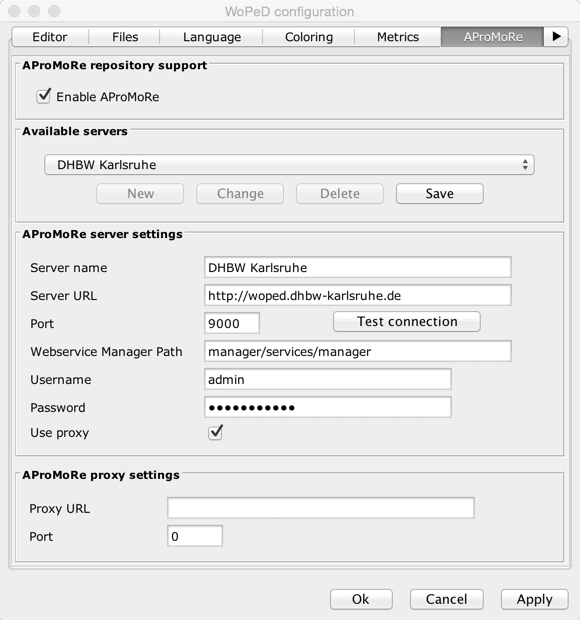 WoPeD configuration
Editor Files Language Coloring Metrics AProMoRe
AProMoRe repository support
Enable AProMoRe
Available servers
DHBW Karlsruhe
New Change Delete Save
AProMoRe server settings
Server name DHBW Karlsruhe
Server URL http://woped.dhbw-karlsruhe.de
Port 9000 Test connection
Webservice Manager Path manager/services/manager
Username admin
Password •••••••••••
Use proxy
AProMoRe proxy settings
Proxy URL
Port 0
Ok Cancel Apply